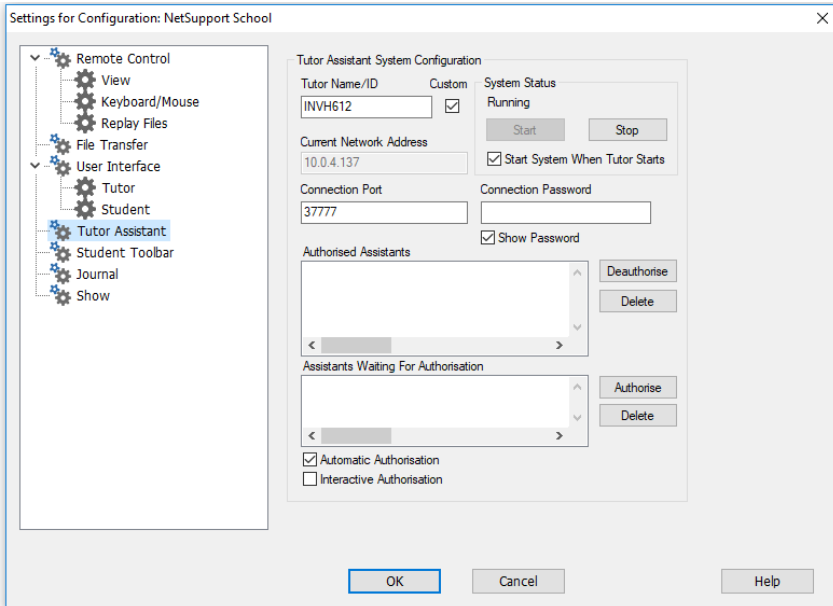 Settings for Configuration: NetSupport School
Remote Control
View
Keyboard/Mouse
Replay Files
File Transfer
User Interface
Tutor
Student
Tutor Assistant
Student Toolbar
Journal
Show
Tutor Assistant System Configuration
Tutor Name/ID Custom
INVH612
System Status
Running
Start Stop
Start System When Tutor Starts
Current Network Address
10.0.4.137
Connection Port
37777
Connection Password
Show Password
Authorised Assistants
Deauthorise
Delete
Assistants Waiting For Authorisation
Authorise
Delete
Automatic Authorisation
Interactive Authorisation
OK Cancel Help